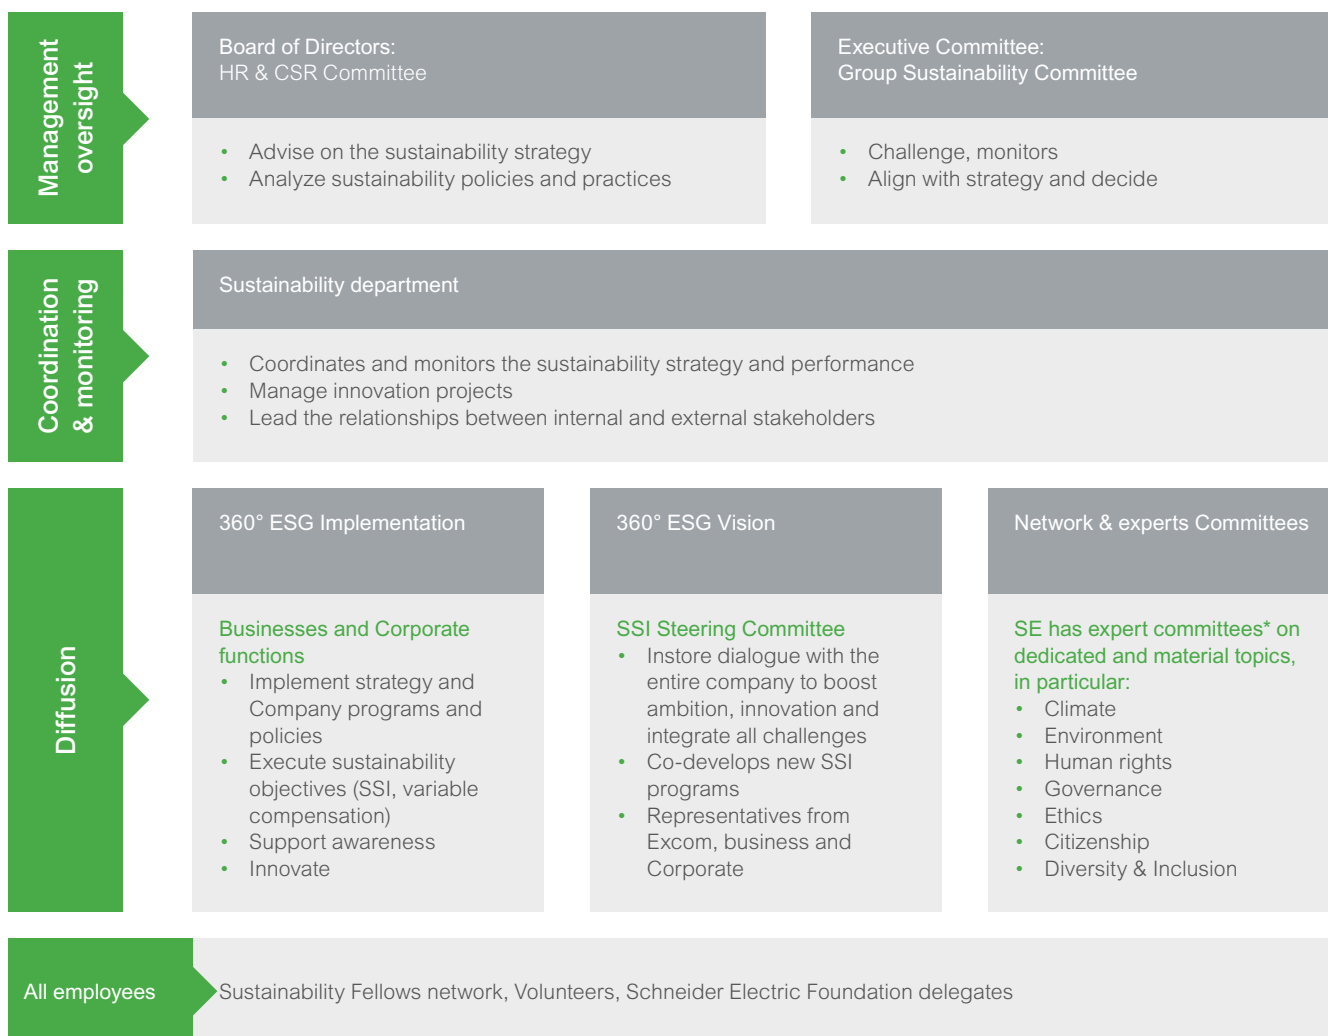 Management
oversight
Board of Directors:
HR & CSR Committee
• Advise on the sustainability strategy
• Analyze sustainability policies and practices
Executive Committee:
Group Sustainability Committee
• Challenge, monitors
• Align with strategy and decide
Coordination
& monitoring
Sustainability department
• Coordinates and monitors the sustainability strategy and performance
• Manage innovation projects
• Lead the relationships between internal and external stakeholders
Diffusion
360° ESG Implementation
Businesses and Corporate
functions
• Implement strategy and
Company programs and
policies
• Execute sustainability
objectives (SSI, variable
compensation)
• Support awareness
• Innovate
360° ESG Vision
SSI Steering Committee
• Instore dialogue with the
entire company to boost
ambition, innovation and
integrate all challenges
• Co-develops new SSI
programs
• Representatives from
Excom, business and
Corporate
Network & experts Committees
SE has expert committees* on
dedicated and material topics,
in particular:
• Climate
• Environment
• Human rights
• Governance
• Ethics
• Citizenship
• Diversity & Inclusion
All employees
Sustainability Fellows network, Volunteers, Schneider Electric Foundation delegates